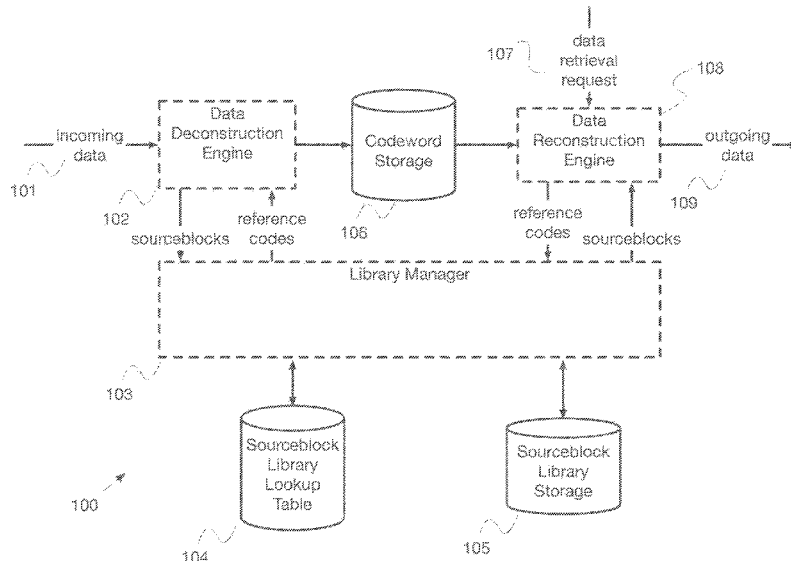 107
data
retrieval
request
108
incoming
data
Data
Deconstruction
Engine
Codeword
Storage
Data
Reconstruction
Engine
outgoing
data
101
102
106
109
sourceblocks
reference
codes
reference
codes
sourceblocks
Library Manager
103
Sourceblock
Library
Lookup
Table
Sourceblock
Library
Storage
100
104
105